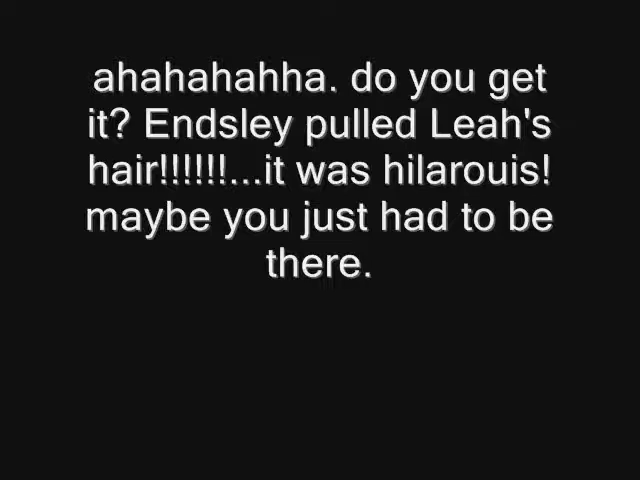 ahahahahha. do you get
it? Endsley pulled Leah's
hair!!!!!!...it was hilarouis!
maybe you just had to be
there.